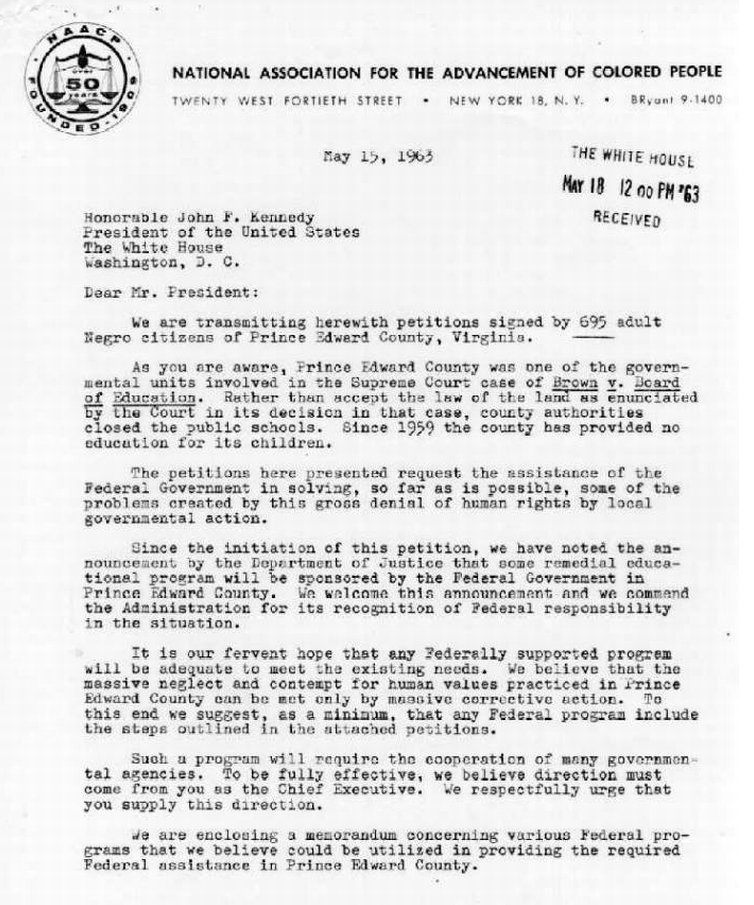 NAACP
OVER
50
years
FOUNDED · 1909
NATIONAL ASSOCIATION FOR THE ADVANCEMENT OF COLORED PEOPLE
TWENTY WEST FORTIETH STREET • NEW YORK 18, N. Y. • BRyant 9-1400
May 15, 1963
THE WHITE HOUSE
MAY 18 12 00 PM '63
RECEIVED
Honorable John F. Kennedy
President of the United States
The White House
Washington, D. C.
Dear Mr. President:
We are transmitting herewith petitions signed by 695 adult
Negro citizens of Prince Edward County, Virginia.
As you are aware, Prince Edward County was one of the govern-
mental units involved in the Supreme Court case of Brown v. Board
of Education. Rather than accept the law of the land as enunciated
by the Court in its decision in that case, county authorities
closed the public schools. Since 1959 the county has provided no
education for its children.
The petitions here presented request the assistance of the
Federal Government in solving, so far as is possible, some of the
problems created by this gross denial of human rights by local
governmental action.
Since the initiation of this petition, we have noted the an-
nouncement by the Department of Justice that some remedial educa-
tional program will be sponsored by the Federal Government in
Prince Edward County. We welcome this announcement and we commend
the Administration for its recognition of Federal responsibility
in the situation.
It is our fervent hope that any Federally supported program
will be adequate to meet the existing needs. We believe that the
massive neglect and contempt for human values practiced in Prince
Edward County can be met only by massive corrective action. To
this end we suggest, as a minimum, that any Federal program include
the steps outlined in the attached petitions.
Such a program will require the cooperation of many governmen-
tal agencies. To be fully effective, we believe direction must
come from you as the Chief Executive. We respectfully urge that
you supply this direction.
We are enclosing a memorandum concerning various Federal pro-
grams that we believe could be utilized in providing the required
Federal assistance in Prince Edward County.